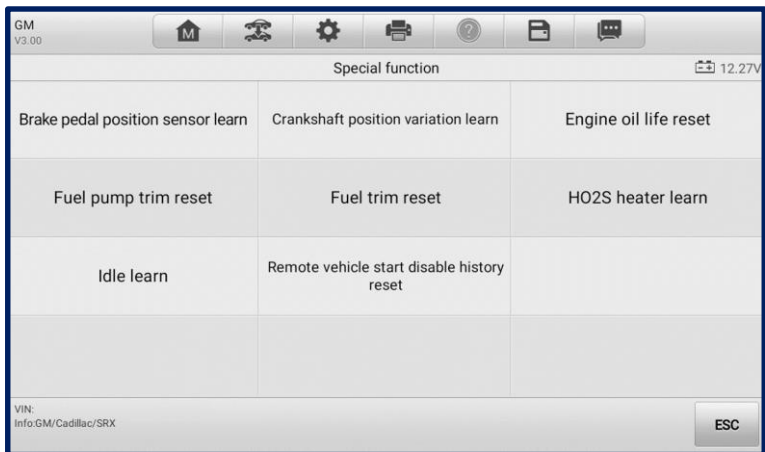 GM
V3.00
M
?
Special function
12.27V
Brake pedal position sensor learn
Crankshaft position variation learn
Engine oil life reset
Fuel pump trim reset
Fuel trim reset
HO2S heater learn
Idle learn
Remote vehicle start disable history
reset
VIN:
Info:GM/Cadillac/SRX
ESC